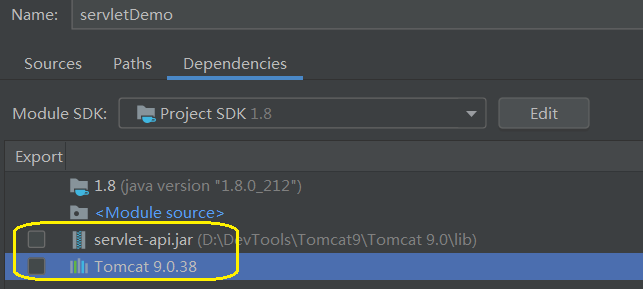 Name: servletDemo
Sources Paths Dependencies
Module SDK: Project SDK 1.8 Edit
Export
1.8 (java version "1.8.0_212")
<Module source>
servlet-api.jar (D:\DevTools\Tomcat9\Tomcat 9.0\lib)
Tomcat 9.0.38